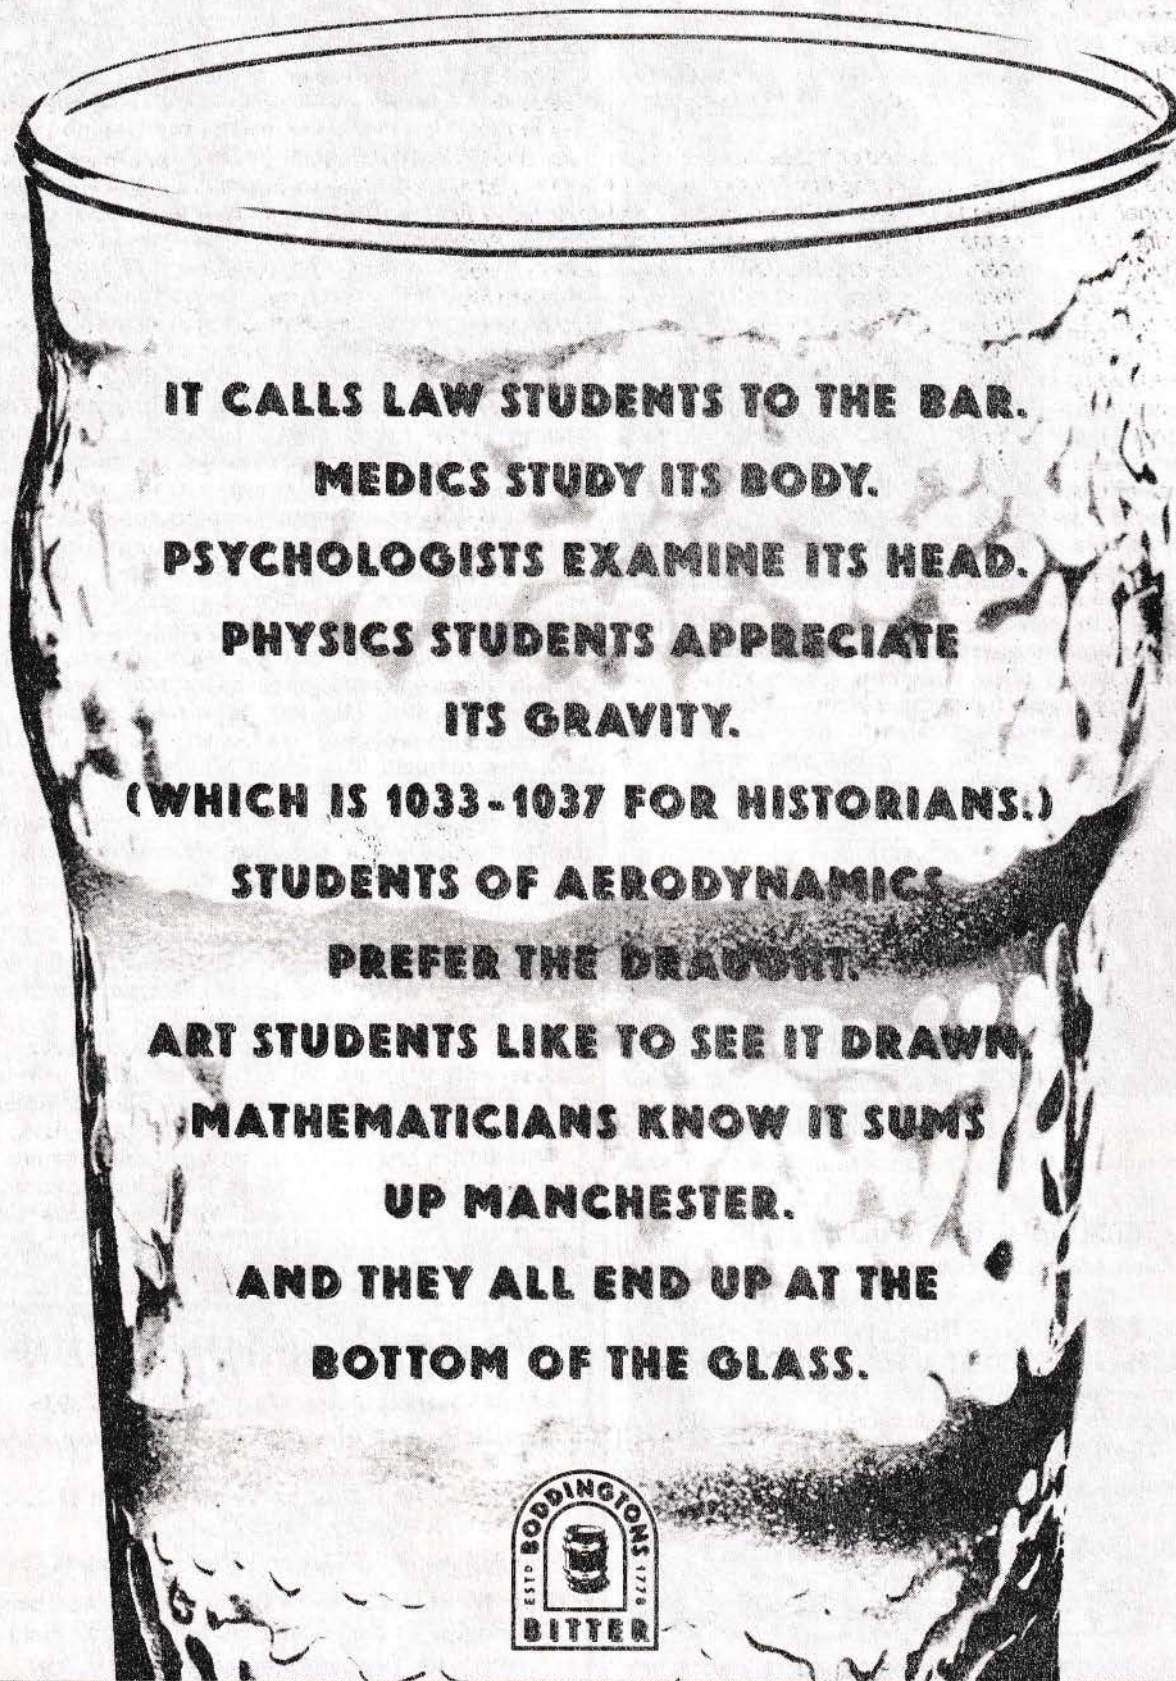 IT CALLS LAW STUDENTS TO THE BAR.
MEDICS STUDY ITS BODY.
PSYCHOLOGISTS EXAMINE ITS HEAD.
PHYSICS STUDENTS APPRECIATE
ITS GRAVITY.
(WHICH IS 1033-1037 FOR HISTORIANS.)
STUDENTS OF AERODYNAMICS
PREFER THE DRAUGHT.
ART STUDENTS LIKE TO SEE IT DRAWN.
MATHEMATICIANS KNOW IT SUMS
UP MANCHESTER.
AND THEY ALL END UP AT THE
BOTTOM OF THE GLASS.
BODDINGTONS
ESTD 1778
BITTER